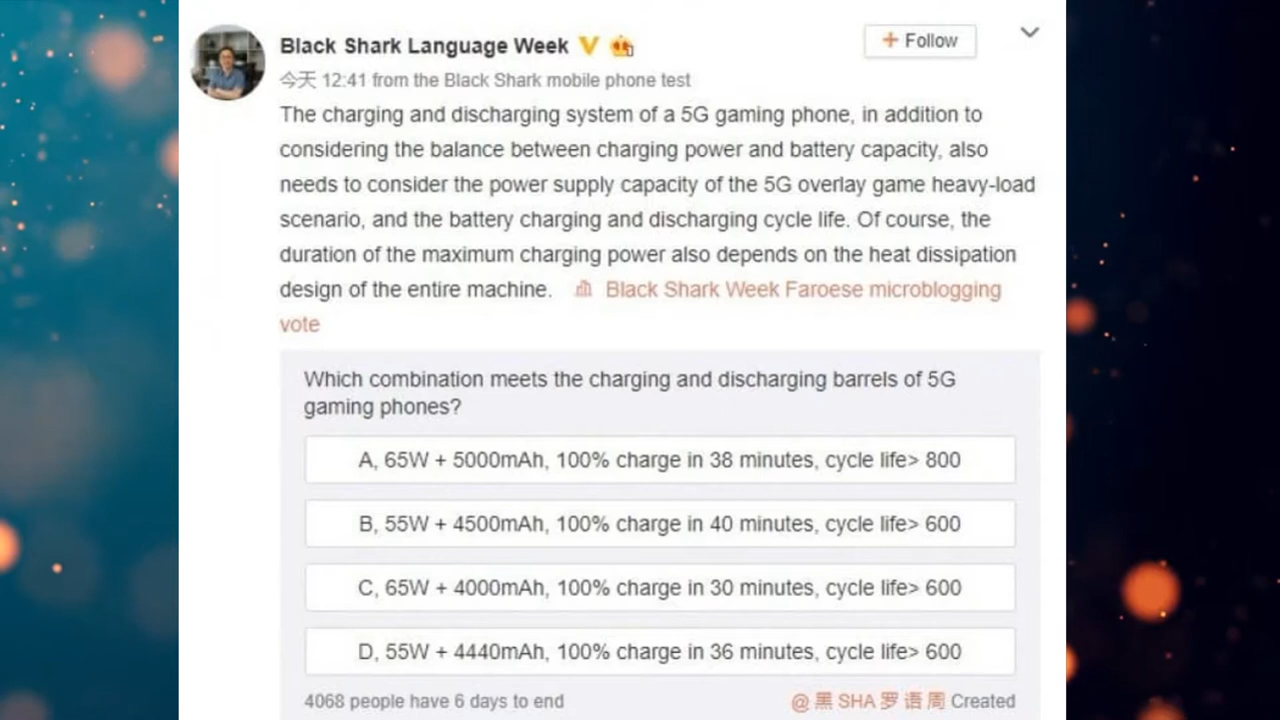 Black Shark Language Week
+ Follow
今天 12:41 from the Black Shark mobile phone test
The charging and discharging system of a 5G gaming phone, in addition to
considering the balance between charging power and battery capacity, also
needs to consider the power supply capacity of the 5G overlay game heavy-load
scenario, and the battery charging and discharging cycle life. Of course, the
duration of the maximum charging power also depends on the heat dissipation
design of the entire machine. Black Shark Week Faroese microblogging
vote
Which combination meets the charging and discharging barrels of 5G
gaming phones?
A, 65W + 5000mAh, 100% charge in 38 minutes, cycle life> 800
B, 55W + 4500mAh, 100% charge in 40 minutes, cycle life> 600
C, 65W + 4000mAh, 100% charge in 30 minutes, cycle life> 600
D, 55W + 4440mAh, 100% charge in 36 minutes, cycle life> 600
4068 people have 6 days to end
@ 黑 SHA 罗 语 周 Created